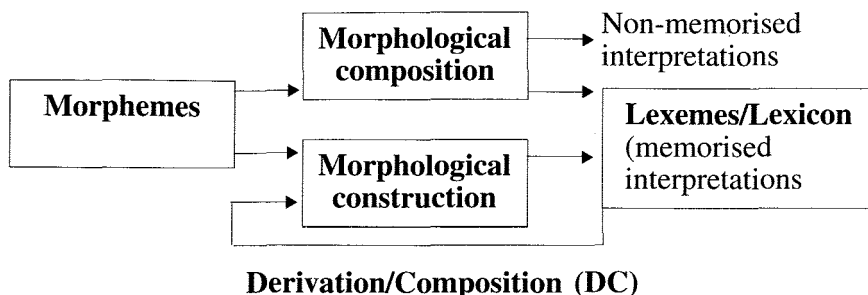 Morphological
composition
Non-memorised
interpretations
Morphemes
Lexemes/Lexicon
(memorised
interpretations
Morphological
construction
Derivation/Composition (DC)